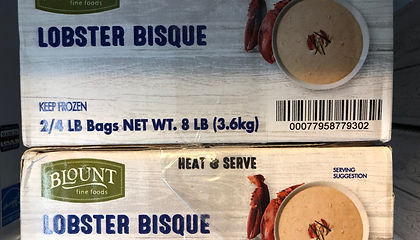 fine foods
LOBSTER BISQUE
KEEP FROZEN
2/4 LB Bags NET WT. 8 LB (3.6kg)
00077958779302
HEAT & SERVE
BLOUNT
fine foods
SERVING
SUGGESTION
LOBSTER BISQUE